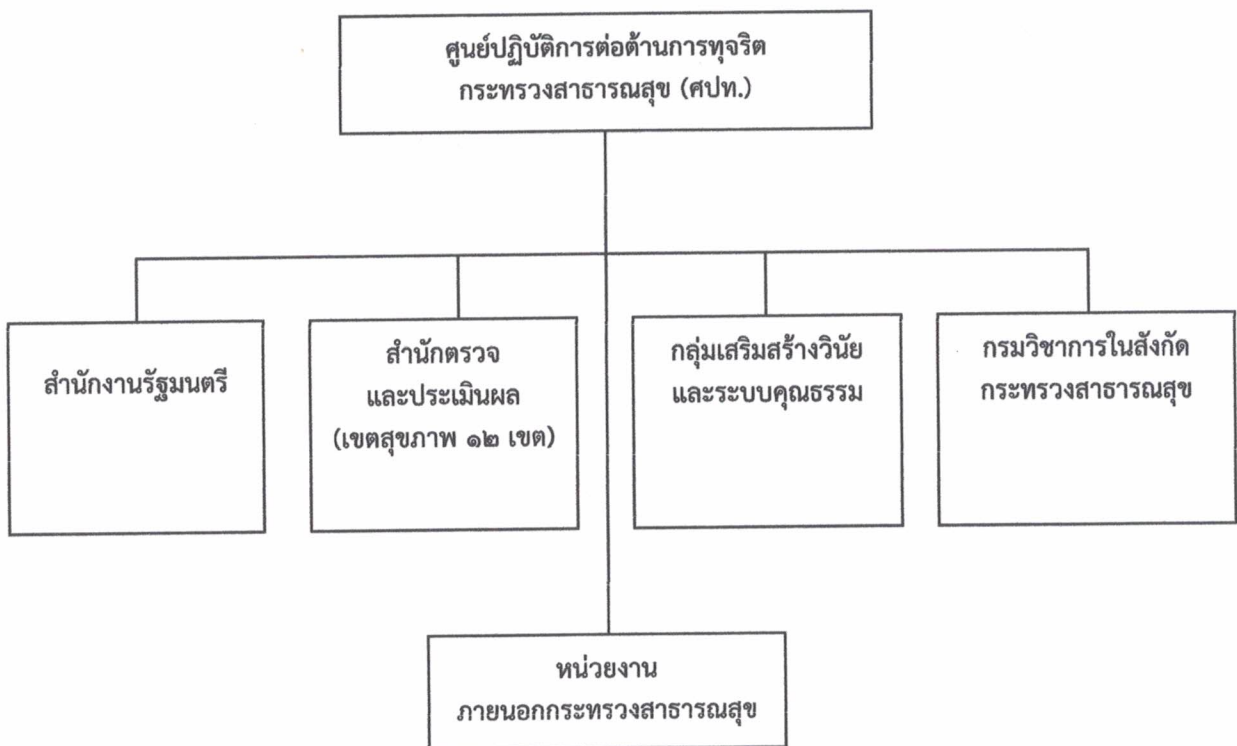 ศูนย์ปฏิบัติการต่อต้านการทุจริต
กระทรวงสาธารณสุข (ศปท.)
สำนักงานรัฐมนตรี
สำนักตรวจ
และประเมินผล
(เขตสุขภาพ ๑๒ เขต)
กลุ่มเสริมสร้างวินัย
และระบบคุณธรรม
กรมวิชาการในสังกัด
กระทรวงสาธารณสุข
หน่วยงาน
ภายนอกกระทรวงสาธารณสุข